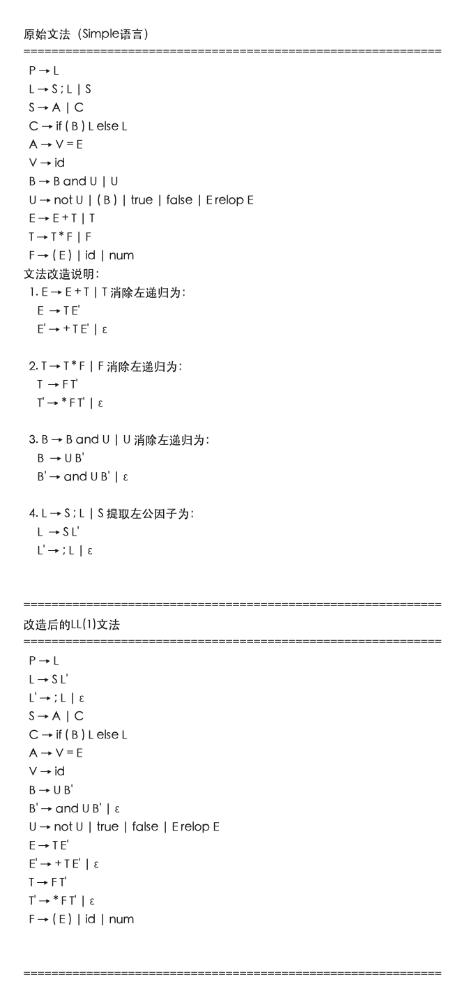 原始文法（Simple语言）
============================================================
P → L
L → S ; L | S
S → A | C
C → if ( B ) L else L
A → V = E
V → id
B → B and U | U
U → not U | ( B ) | true | false | E relop E
E → E + T | T
T → T * F | F
F → ( E ) | id | num
文法改造说明：
1. E → E + T | T 消除左递归为：
E → T E'
E' → + T E' | ε
2. T → T * F | F 消除左递归为：
T → F T'
T' → * F T' | ε
3. B → B and U | U 消除左递归为：
B → U B'
B' → and U B' | ε
4. L → S ; L | S 提取左公因子为：
L → S L'
L' → ; L | ε
============================================================
改造后的LL(1)文法
============================================================
P → L
L → S L'
L' → ; L | ε
S → A | C
C → if ( B ) L else L
A → V = E
V → id
B → U B'
B' → and U B' | ε
U → not U | true | false | E relop E
E → T E'
E' → + T E' | ε
T → F T'
T' → * F T' | ε
F → ( E ) | id | num
============================================================